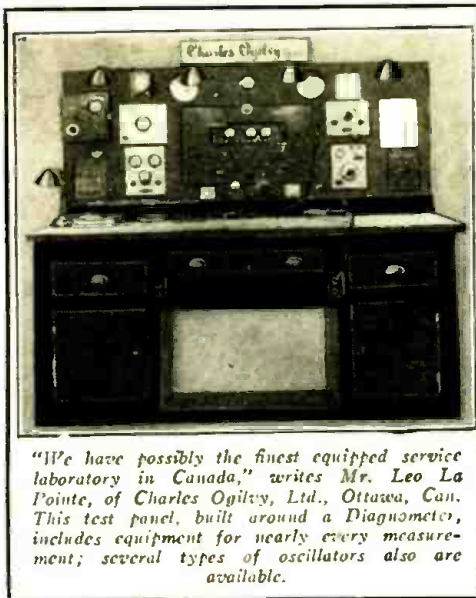 Charles Ogilvy
"We have possibly the finest equipped service
laboratory in Canada," writes Mr. Leo La
Pointe, of Charles Ogilvy, Ltd., Ottawa, Can.
This test panel, built around a Diagnometer,
includes equipment for nearly every measure-
ment; several types of oscillators also are
available.